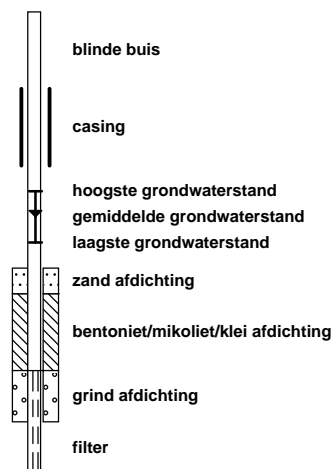 blinde buis
casing
hoogste grondwaterstand
gemiddelde grondwaterstand
laagste grondwaterstand
zand afdichting
bentoniet/mikoliet/klei afdichting
grind afdichting
filter